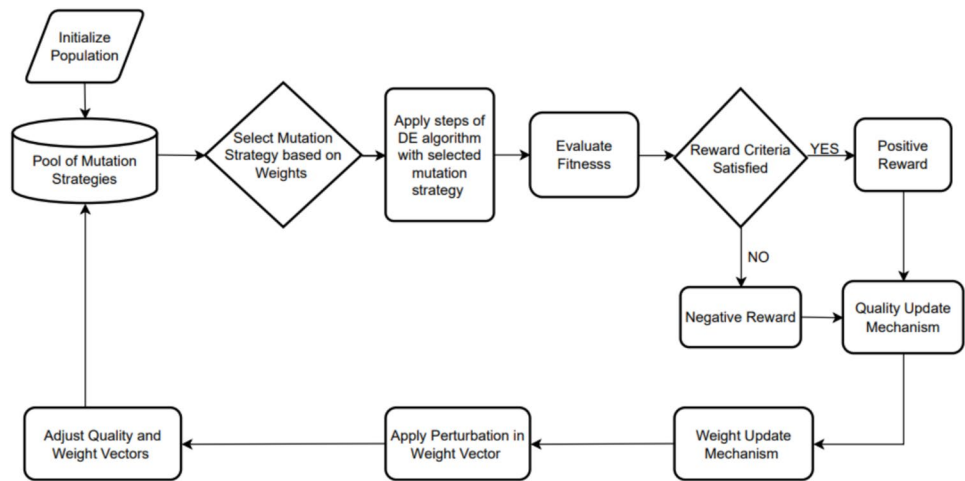 Initialize
Population
Pool of Mutation
Strategies
Select Mutation
Strategy based on
Weights
Apply steps of
DE algorithm
with selected
mutation
strategy
Evaluate
Fitnesss
Reward Criteria
Satisfied
YES
Positive
Reward
NO
Negative Reward
Quality Update
Mechanism
Weight Update
Mechanism
Apply Perturbation in
Weight Vector
Adjust Quality and
Weight Vectors